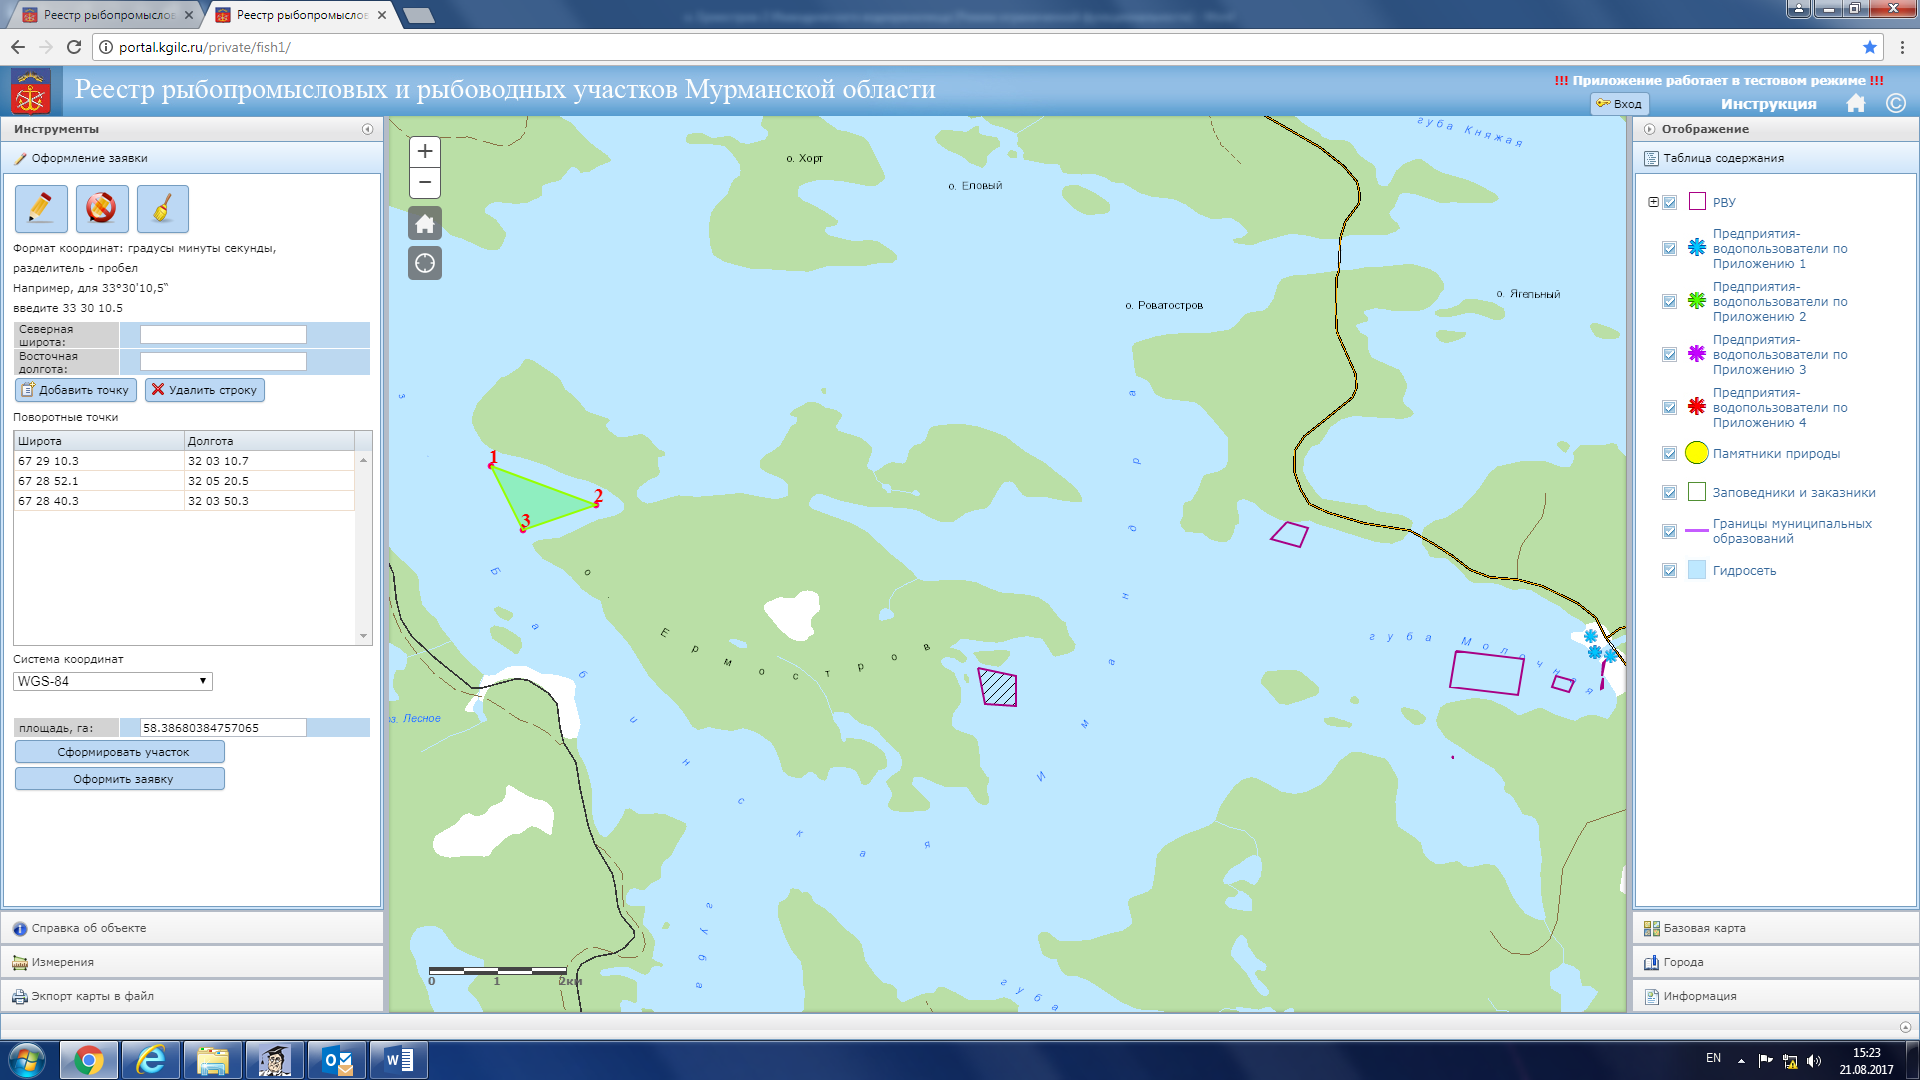 Реестр рыбопромыслов
Реестр рыбопромыслов
portal.kgilc.ru/private/fish1/
Реестр рыбопромысловых и рыбоводных участков Мурманской области
!!! Приложение работает в тестовом режиме !!!
Вход
Инструкция
Инструменты
Оформление заявки
Формат координат: градусы минуты секунды,
разделитель - пробел
Например, для 33°30'10,5"
введите 33 30 10.5
Северная
широта:
Восточная
долгота:
Добавить точку
Удалить строку
Поворотные точки
Широта Долгота
67 29 10.3 32 03 10.7
67 28 52.1 32 05 20.5
67 28 40.3 32 03 50.3
Система координат
WGS-84
площадь, га: 58.38680384757065
Сформировать участок
Оформить заявку
Справка об объекте
Измерения
Экспорт карты в файл
+
−
о. Хорт
о. Еловый
губа Княжая
о. Роватостров
о. Ягельный
1
2
3
о Ермостров
Бабинская
Имандра
губа Молочная
оз. Лесное
губа
губа
0 1 2км
Отображение
Таблица содержания
РВУ
Предприятия-
водопользователи по
Приложению 1
Предприятия-
водопользователи по
Приложению 2
Предприятия-
водопользователи по
Приложению 3
Предприятия-
водопользователи по
Приложению 4
Памятники природы
Заповедники и заказники
Границы муниципальных
образований
Гидросеть
Базовая карта
Города
Информация
EN
15:23
21.08.2017